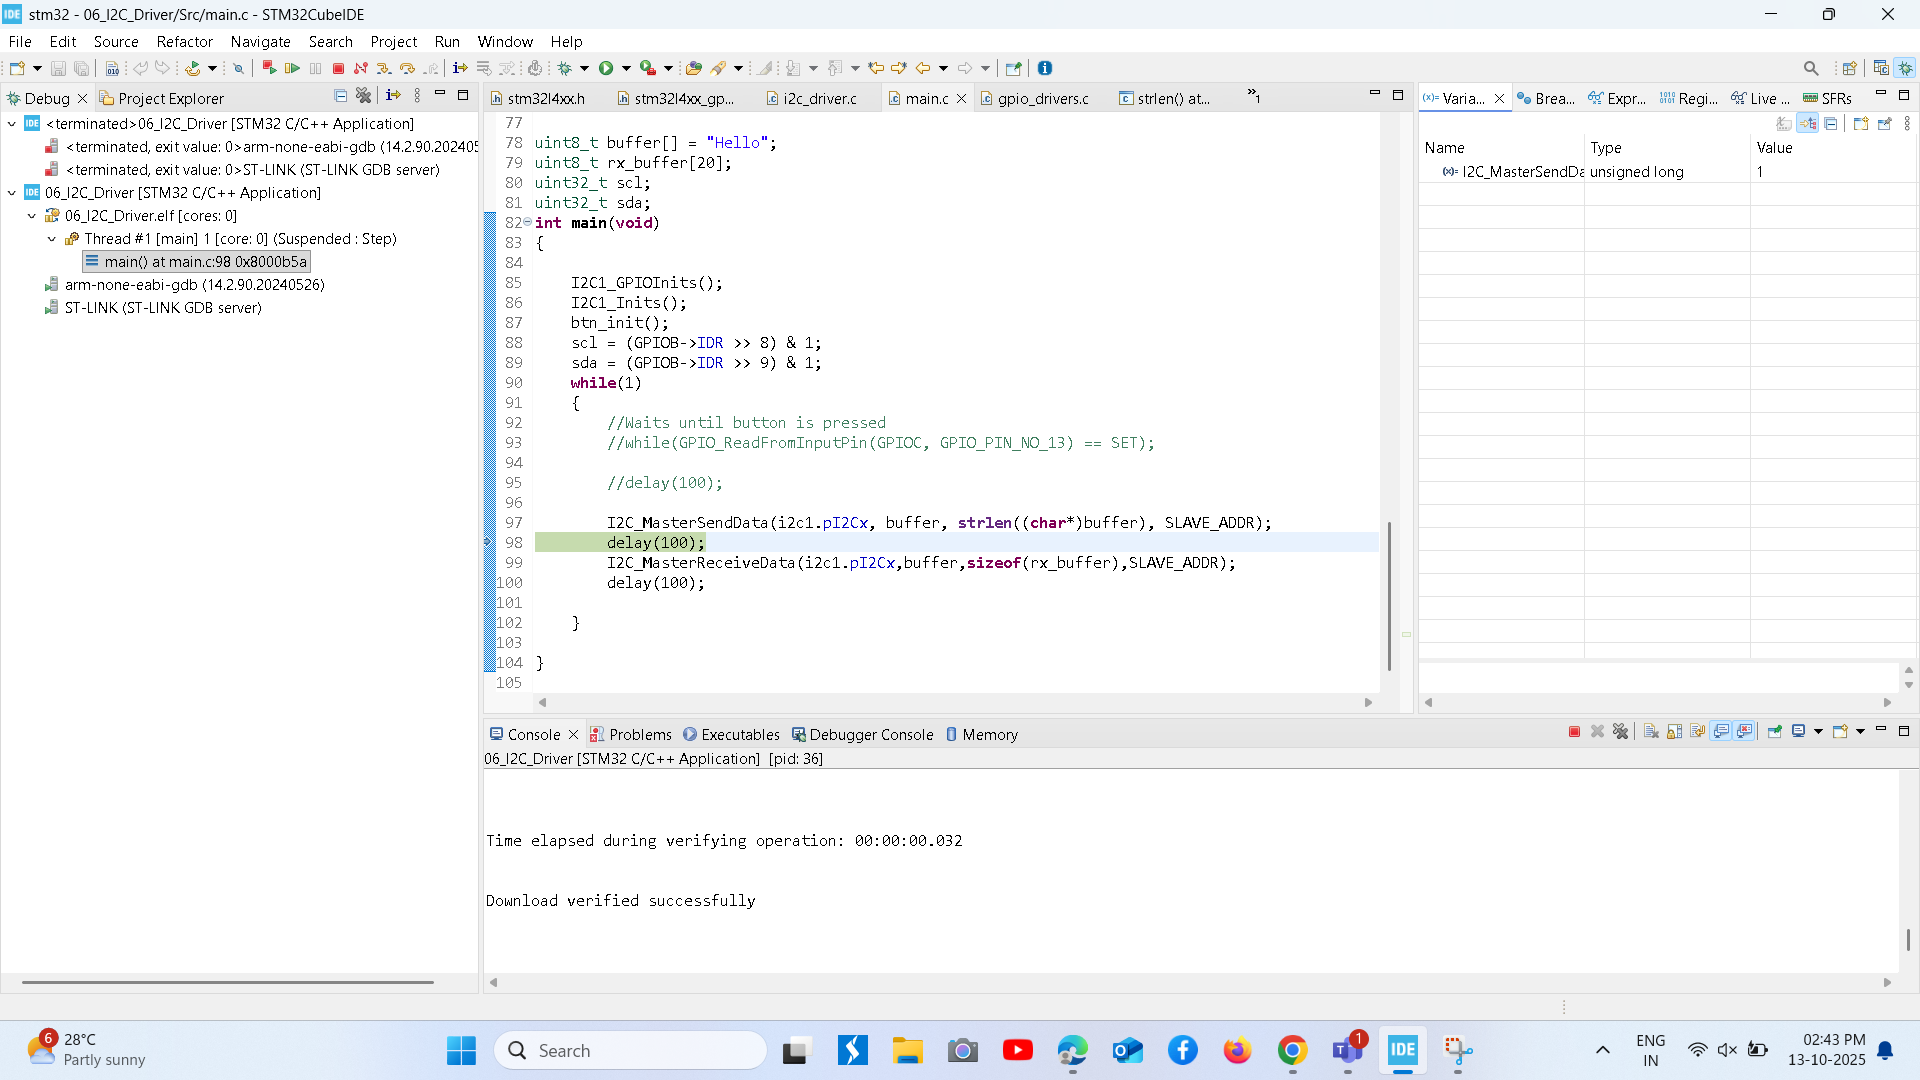 IDE stm32 - 06_I2C_Driver/Src/main.c - STM32CubeIDE
File Edit Source Refactor Navigate Search Project Run Window Help
Debug Project Explorer
<terminated>06_I2C_Driver [STM32 C/C++ Application]
<terminated, exit value: 0>arm-none-eabi-gdb (14.2.90.202405
<terminated, exit value: 0>ST-LINK (ST-LINK GDB server)
06_I2C_Driver [STM32 C/C++ Application]
06_I2C_Driver.elf [cores: 0]
Thread #1 [main] 1 [core: 0] (Suspended : Step)
main() at main.c:98 0x8000b5a
arm-none-eabi-gdb (14.2.90.20240526)
ST-LINK (ST-LINK GDB server)
stm32l4xx.h stm32l4xx_gp... i2c_driver.c main.c gpio_drivers.c strlen() at... »1
77
78 uint8_t buffer[] = "Hello";
79 uint8_t rx_buffer[20];
80 uint32_t scl;
81 uint32_t sda;
82 int main(void)
83 {
84
85 I2C1_GPIOInits();
86 I2C1_Inits();
87 btn_init();
88 scl = (GPIOB->IDR >> 8) & 1;
89 sda = (GPIOB->IDR >> 9) & 1;
90 while(1)
91 {
92 //Waits until button is pressed
93 //while(GPIO_ReadFromInputPin(GPIOC, GPIO_PIN_NO_13) == SET);
94
95 //delay(100);
96
97 I2C_MasterSendData(i2c1.pI2Cx, buffer, strlen((char*)buffer), SLAVE_ADDR);
98 delay(100);
99 I2C_MasterReceiveData(i2c1.pI2Cx,buffer,sizeof(rx_buffer),SLAVE_ADDR);
100 delay(100);
101
102 }
103
104 }
105
(x)= Varia... Brea... Expr... Regi... Live ... SFRs
Name Type Value
(x)= I2C_MasterSendDa unsigned long 1
Console Problems Executables Debugger Console Memory
06_I2C_Driver [STM32 C/C++ Application] [pid: 36]
Time elapsed during verifying operation: 00:00:00.032
Download verified successfully
6
28°C
Partly sunny
Search
1
IDE
ENG
IN
02:43 PM
13-10-2025